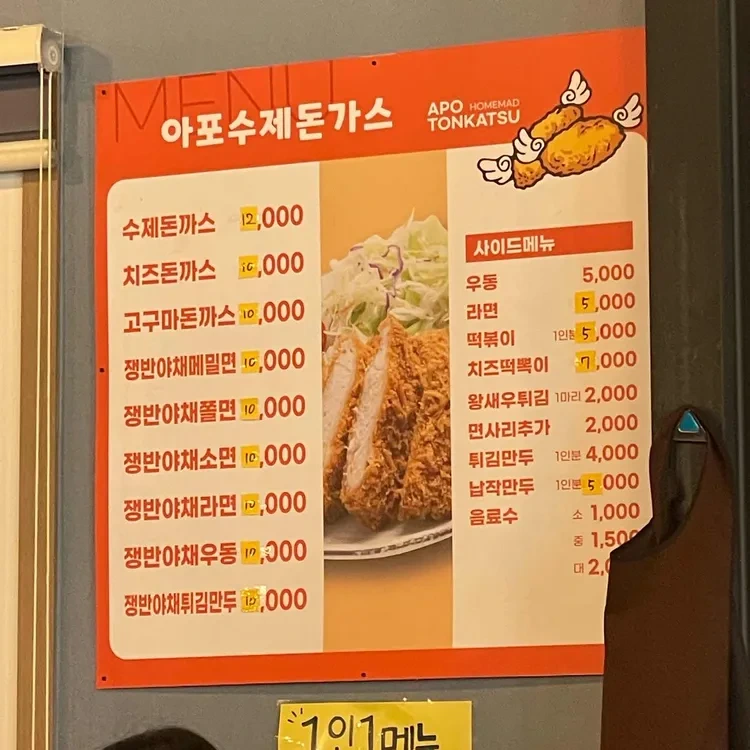 MENU
아포수제돈가스
APO HOMEMAD
TONKATSU
수제돈까스 12,000
치즈돈까스 10,000
고구마돈까스 10,000
쟁반야채메밀면 10,000
쟁반야채쫄면 10,000
쟁반야채소면 10,000
쟁반야채라면 10,000
쟁반야채우동 10,000
쟁반야채튀김만두 10,000
사이드메뉴
우동 5,000
라면 5,000
떡볶이 1인분 5,000
치즈떡뽁이 7,000
왕새우튀김 1마리 2,000
면사리추가 2,000
튀김만두 1인분 4,000
납작만두 1인분 5,000
음료수 소 1,000
중 1,500
대
1인1메뉴